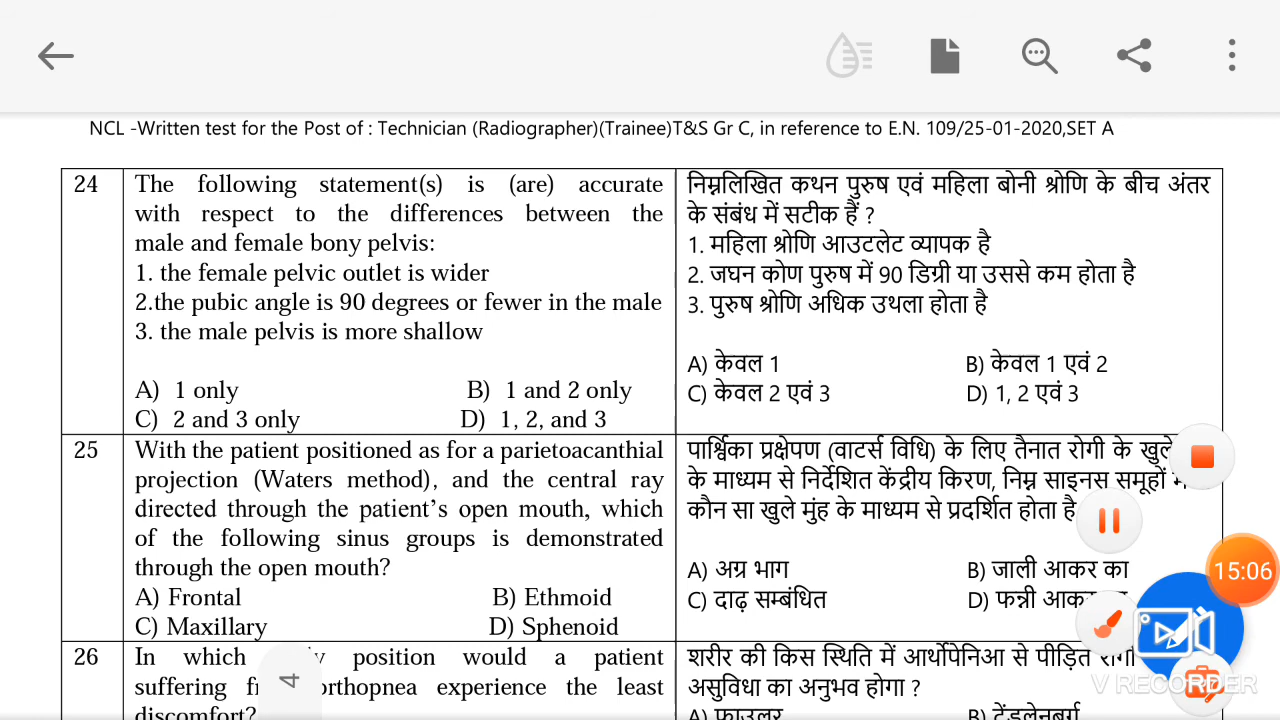 NCL -Written test for the Post of : Technician (Radiographer)(Trainee)T&S Gr C, in reference to E.N. 109/25-01-2020,SET A
24
The following statement(s) is (are) accurate
with respect to the differences between the
male and female bony pelvis:
1. the female pelvic outlet is wider
2.the pubic angle is 90 degrees or fewer in the male
3. the male pelvis is more shallow
A) 1 only B) 1 and 2 only
C) 2 and 3 only D) 1, 2, and 3
निम्नलिखित कथन पुरुष एवं महिला बोनी श्रोणि के बीच अंतर
के संबंध में सटीक हैं ?
1. महिला श्रोणि आउटलेट व्यापक है
2. जघन कोण पुरुष में 90 डिग्री या उससे कम होता है
3. पुरुष श्रोणि अधिक उथला होता है
A) केवल 1 B) केवल 1 एवं 2
C) केवल 2 एवं 3 D) 1, 2 एवं 3
25
With the patient positioned as for a parietoacanthial
projection (Waters method), and the central ray
directed through the patient's open mouth, which
of the following sinus groups is demonstrated
through the open mouth?
A) Frontal B) Ethmoid
C) Maxillary D) Sphenoid
पार्श्विका प्रक्षेपण (वाटर्स विधि) के लिए तैनात रोगी के खुले
के माध्यम से निर्देशित केंद्रीय किरण, निम्न साइनस समूहों
कौन सा खुले मुंह के माध्यम से प्रदर्शित होता है
A) अग्र भाग B) जाली आकर का
C) दाढ़ सम्बंधित D) फन्नी
26
In which position would a patient
suffering orthopnea experience the least
discomfort?
शरीर की किस स्थिति में आर्थोपेनिआ से पीड़ित
असुविधा का अनुभव होगा ?
A) फाउलर B) टेंडलेनबर्ग
4
15:06
V RECORDER